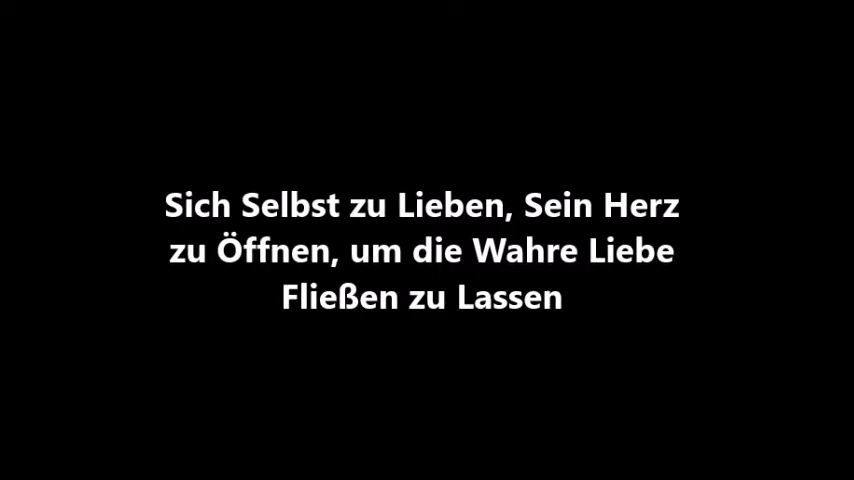 Sich Selbst zu Lieben, Sein Herz
zu Öffnen, um die Wahre Liebe
Fließen zu Lassen